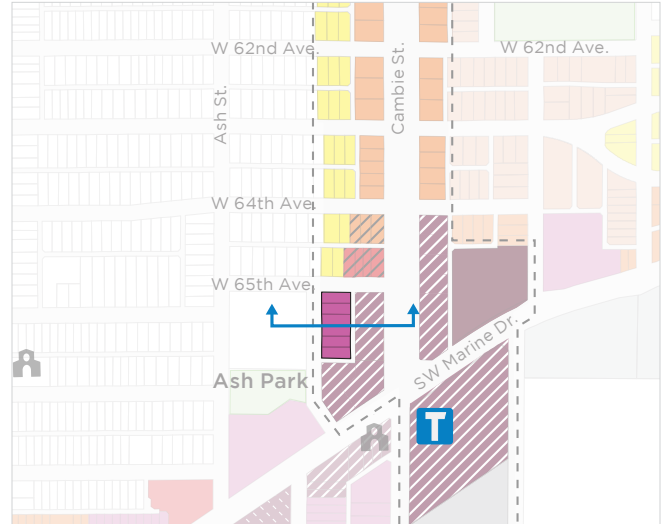 W 62nd Ave.
W 62nd Ave.
Ash St.
Cambie St.
W 64th Ave.
W 65th Ave.
SW Marine Dr.
Ash Park
T